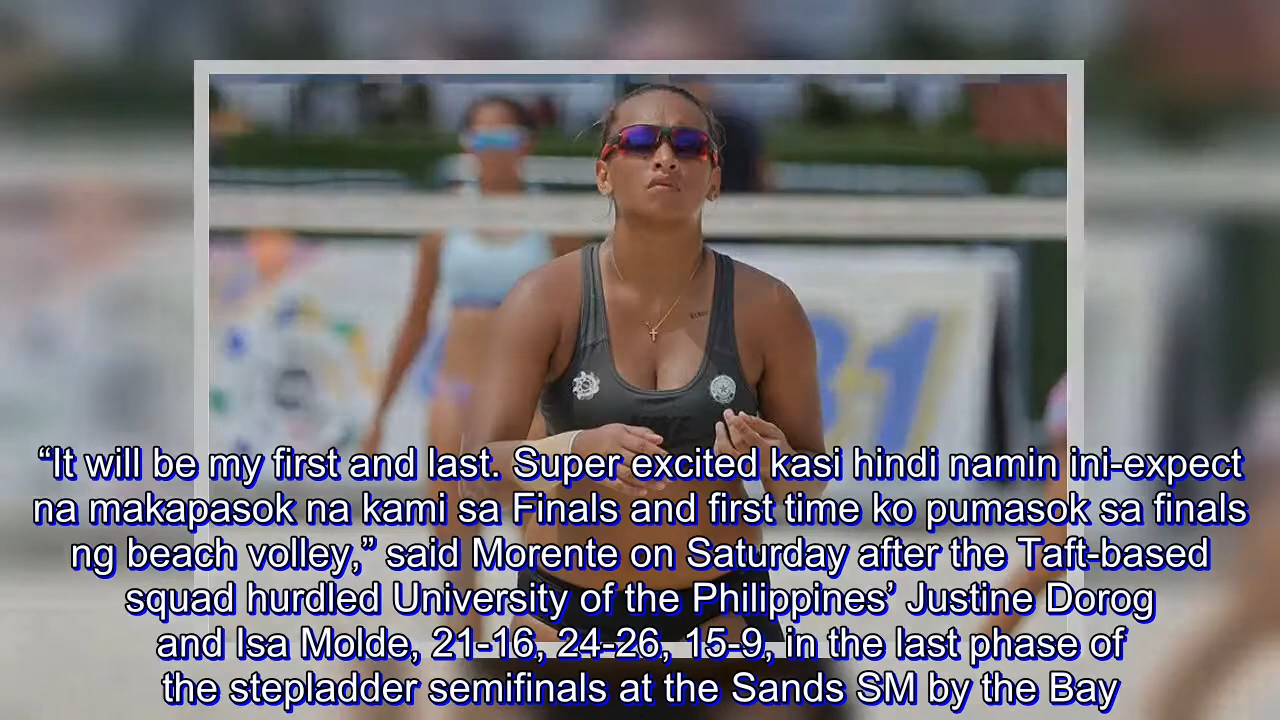 “It will be my first and last. Super excited kasi hindi namin ini-expect
na makapasok na kami sa Finals and first time ko pumasok sa finals
ng beach volley,” said Morente on Saturday after the Taft-based
squad hurdled University of the Philippines’ Justine Dorog
and Isa Molde, 21-16, 24-26, 15-9, in the last phase of
the stepladder semifinals at the Sands SM by the Bay